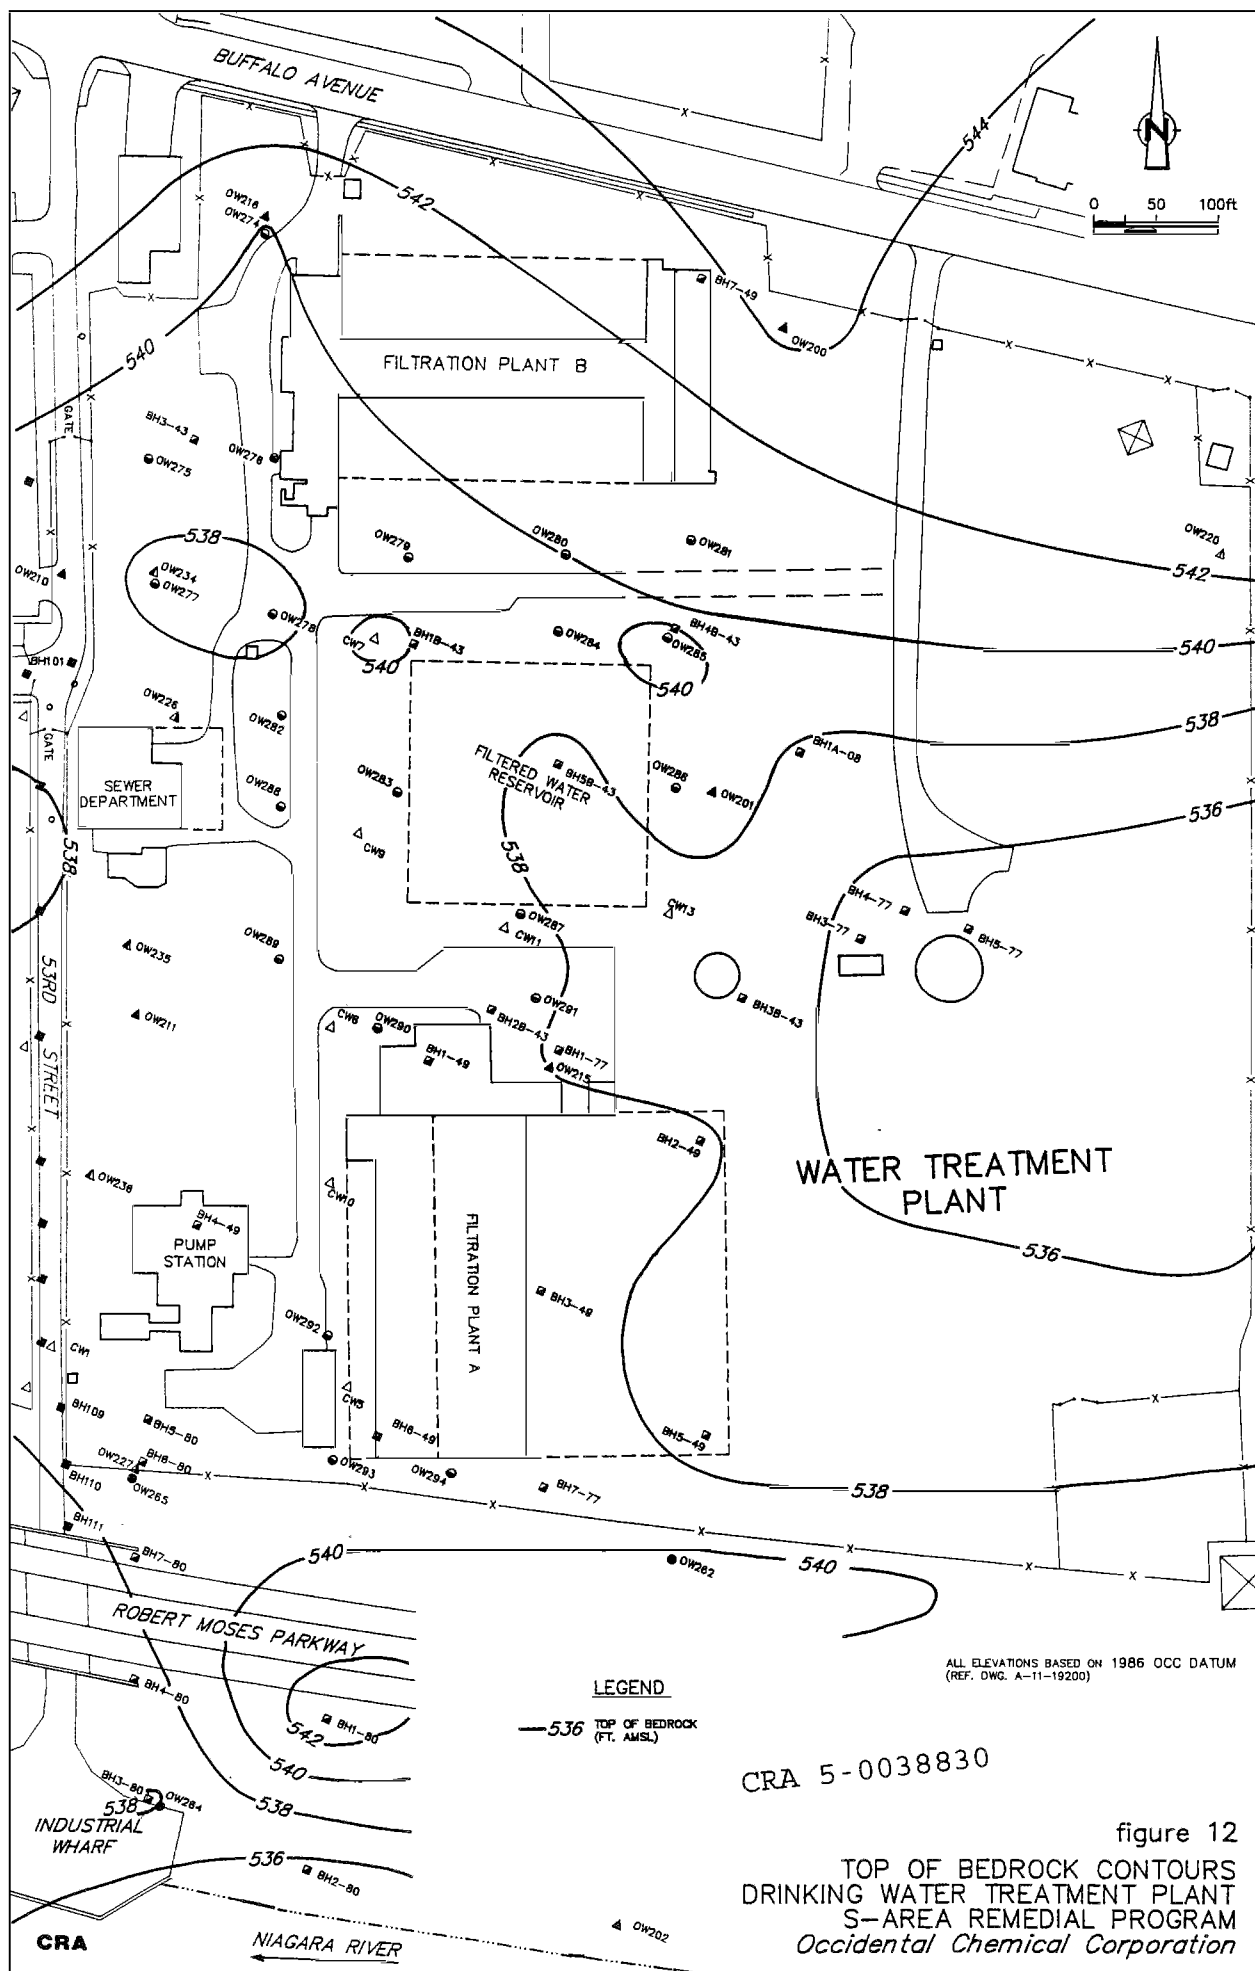 BUFFALO AVENUE
544
N
0 50 100ft
542
OW216
OW274
BH7-49
OW200
540
FILTRATION PLANT B
GATE
BH3-43
OW275
OW276
538
OW279
OW280
OW281
OW220
542
OW210
OW234
OW277
OW278
CW7
BH1B-43
540
OW284
BH4B-43
OW285
540
540
BH101
OW226
OW282
538
GATE
SEWER
DEPARTMENT
OW288
OW283
FILTERED WATER
RESERVOIR
BH5B-43
OW286
OW201
BH1A-08
536
538
CW9
538
OW287
CW11
CW13
BH4-77
BH3-77
BH5-77
OW235
OW289
53RD STREET
OW211
CW6
OW290
BH2B-43
OW291
BH3B-43
BH1-49
BH1-77
OW215
BH2-49
WATER TREATMENT
PLANT
OW236
CW10
BH4-49
PUMP
STATION
FILTRATION PLANT A
536
BH3-49
OW292
CW1
CW5
BH109
BH5-80
BH6-49
BH5-49
OW227
BH6-80
OW265
BH110
OW293
OW294
BH7-77
538
BH111
BH7-80
540
OW262
540
ROBERT MOSES PARKWAY
BH4-80
542
BH1-80
540
LEGEND
536 TOP OF BEDROCK
(FT. AMSL)
ALL ELEVATIONS BASED ON 1986 OCC DATUM
(REF. DWG. A-11-19200)
CRA 5-0038830
BH3-80
538
OW264
538
INDUSTRIAL
WHARF
536
BH2-80
OW202
NIAGARA RIVER
CRA
figure 12
TOP OF BEDROCK CONTOURS
DRINKING WATER TREATMENT PLANT
S-AREA REMEDIAL PROGRAM
Occidental Chemical Corporation